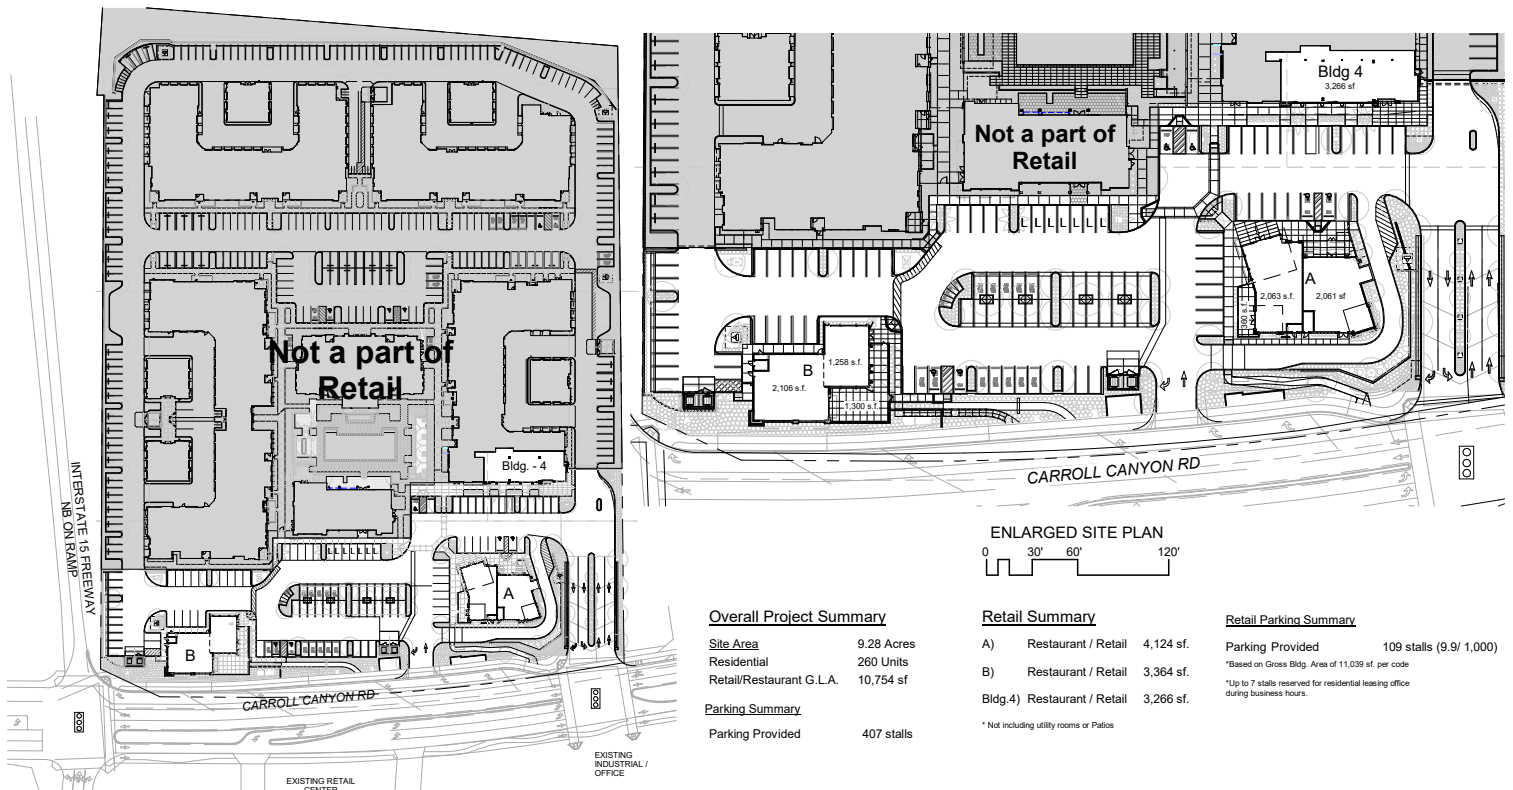 Bldg 4
3,266 sf
Not a part of
Retail
A
2,063 s.f.
2,061 sf
360 s.f.
B
1,258 s.f.
2,106 s.f.
1,300 s.f.
CARROLL CANYON RD
Not a part of
Retail
Bldg. - 4
A
B
INTERSTATE 15 FREEWAY
NB ON RAMP
CARROLL CANYON RD
EXISTING
INDUSTRIAL /
OFFICE
EXISTING RETAIL
CENTER
ENLARGED SITE PLAN
0 30' 60' 120'
Overall Project Summary
Site Area 9.28 Acres
Residential 260 Units
Retail/Restaurant G.L.A. 10,754 sf
Parking Summary
Parking Provided 407 stalls
Retail Summary
A) Restaurant / Retail 4,124 sf.
B) Restaurant / Retail 3,364 sf.
Bldg.4) Restaurant / Retail 3,266 sf.
* Not including utility rooms or Patios
Retail Parking Summary
Parking Provided 109 stalls (9.9/ 1,000)
*Based on Gross Bldg. Area of 11,039 sf. per code
*Up to 7 stalls reserved for residential leasing office
during business hours.